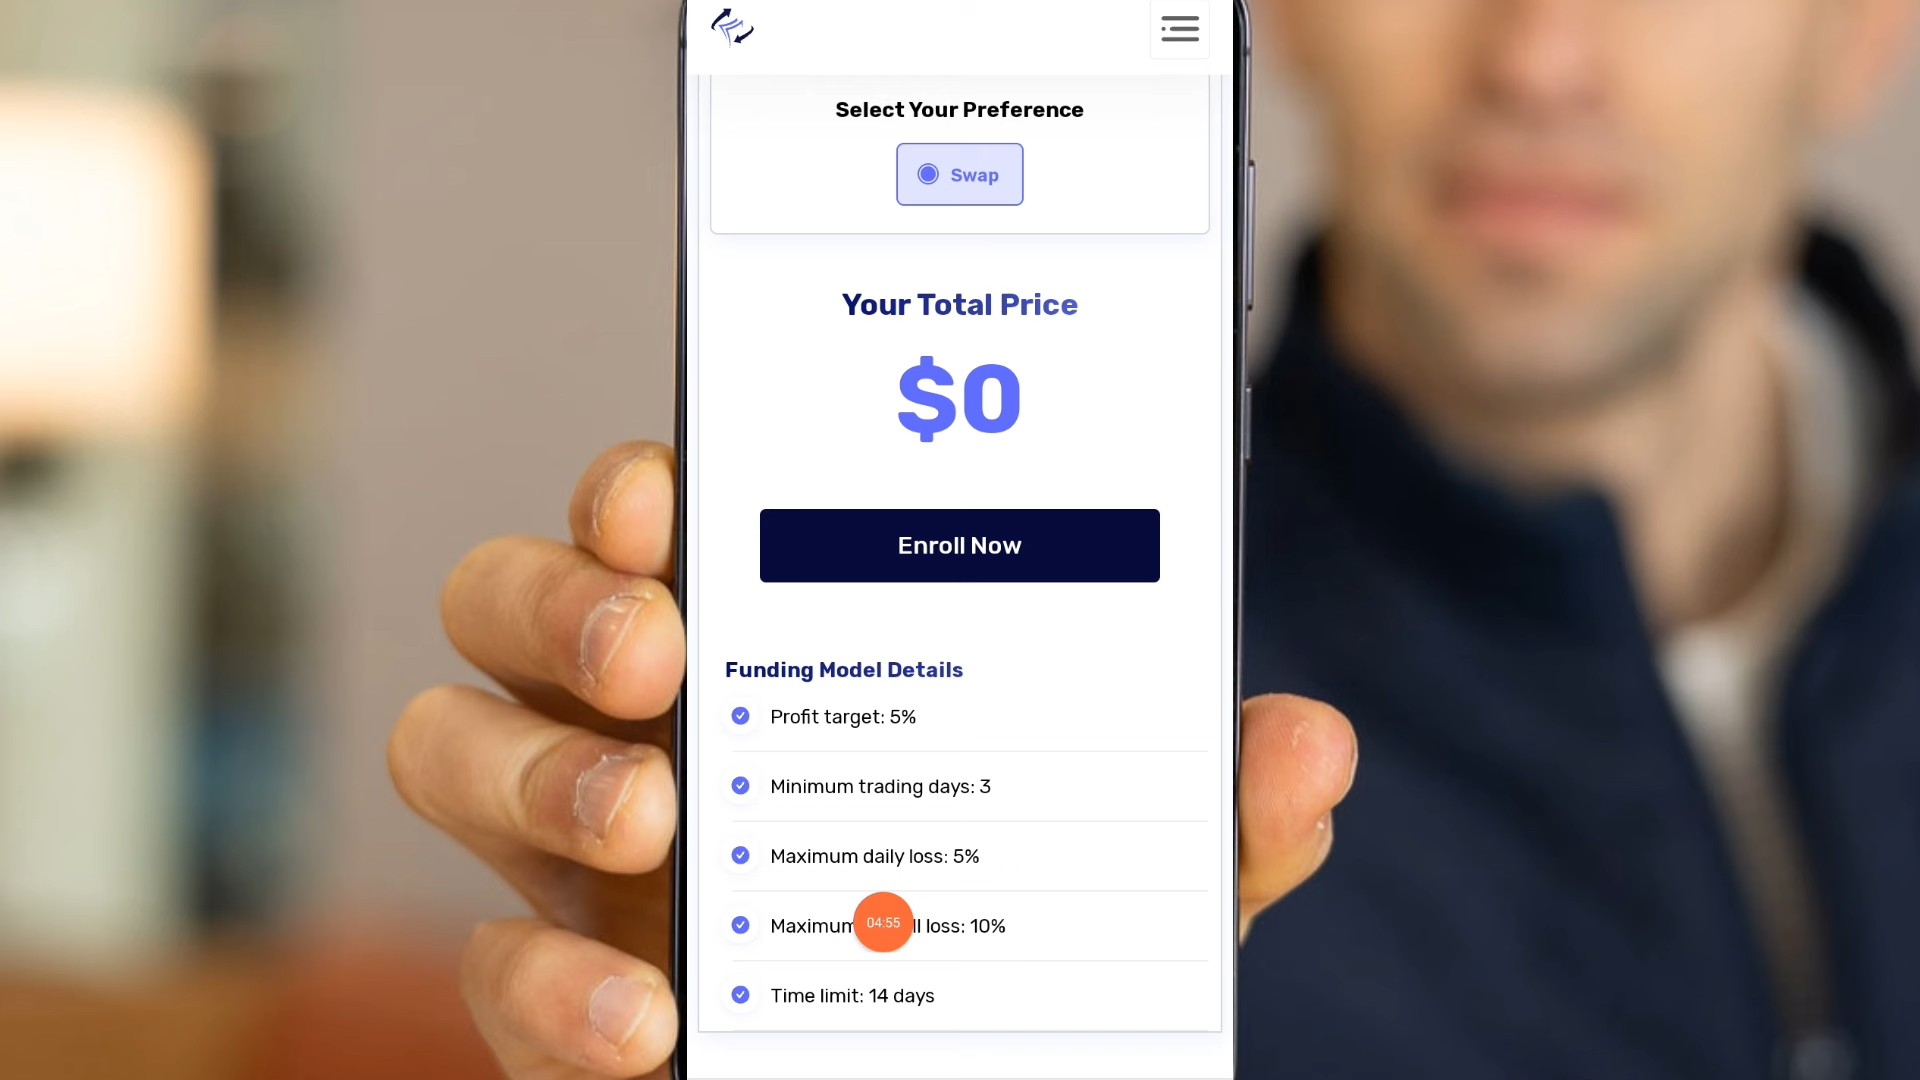 Select Your Preference
Swap
Your Total Price
$0
Enroll Now
Funding Model Details
Profit target: 5%
Minimum trading days: 3
Maximum daily loss: 5%
Maximum ll loss: 10%
04:55
Time limit: 14 days